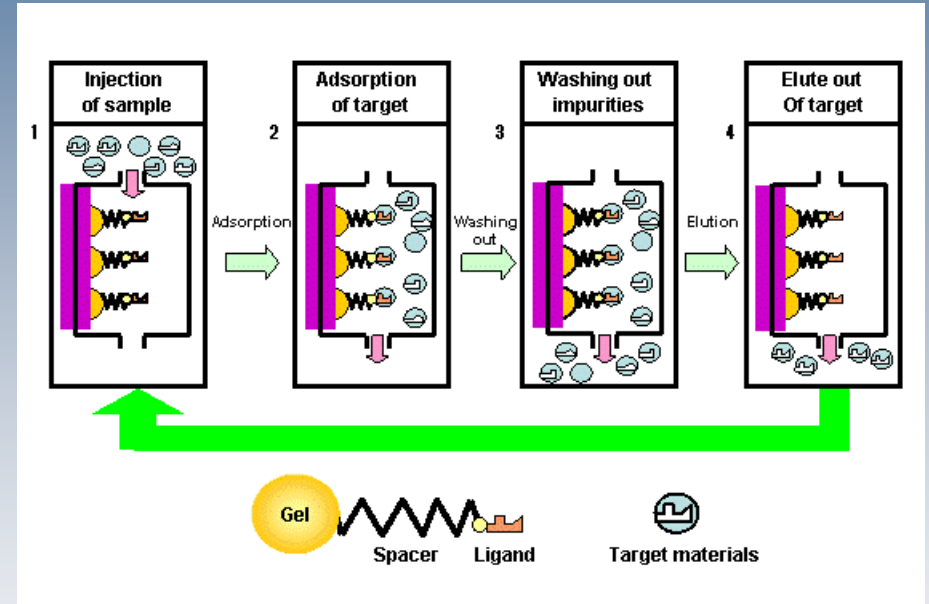 Injection
of sample
Adsorption
of target
Washing out
impurities
Elute out
Of target
1
2
3
4
Adsorption
Washing
out
Elution
Gel
Spacer
Ligand
Target materials